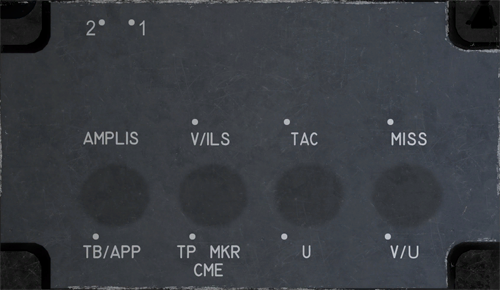 2 1
AMPLIS V/ILS TAC MISS
TB/APP TP MKR U V/U
CME